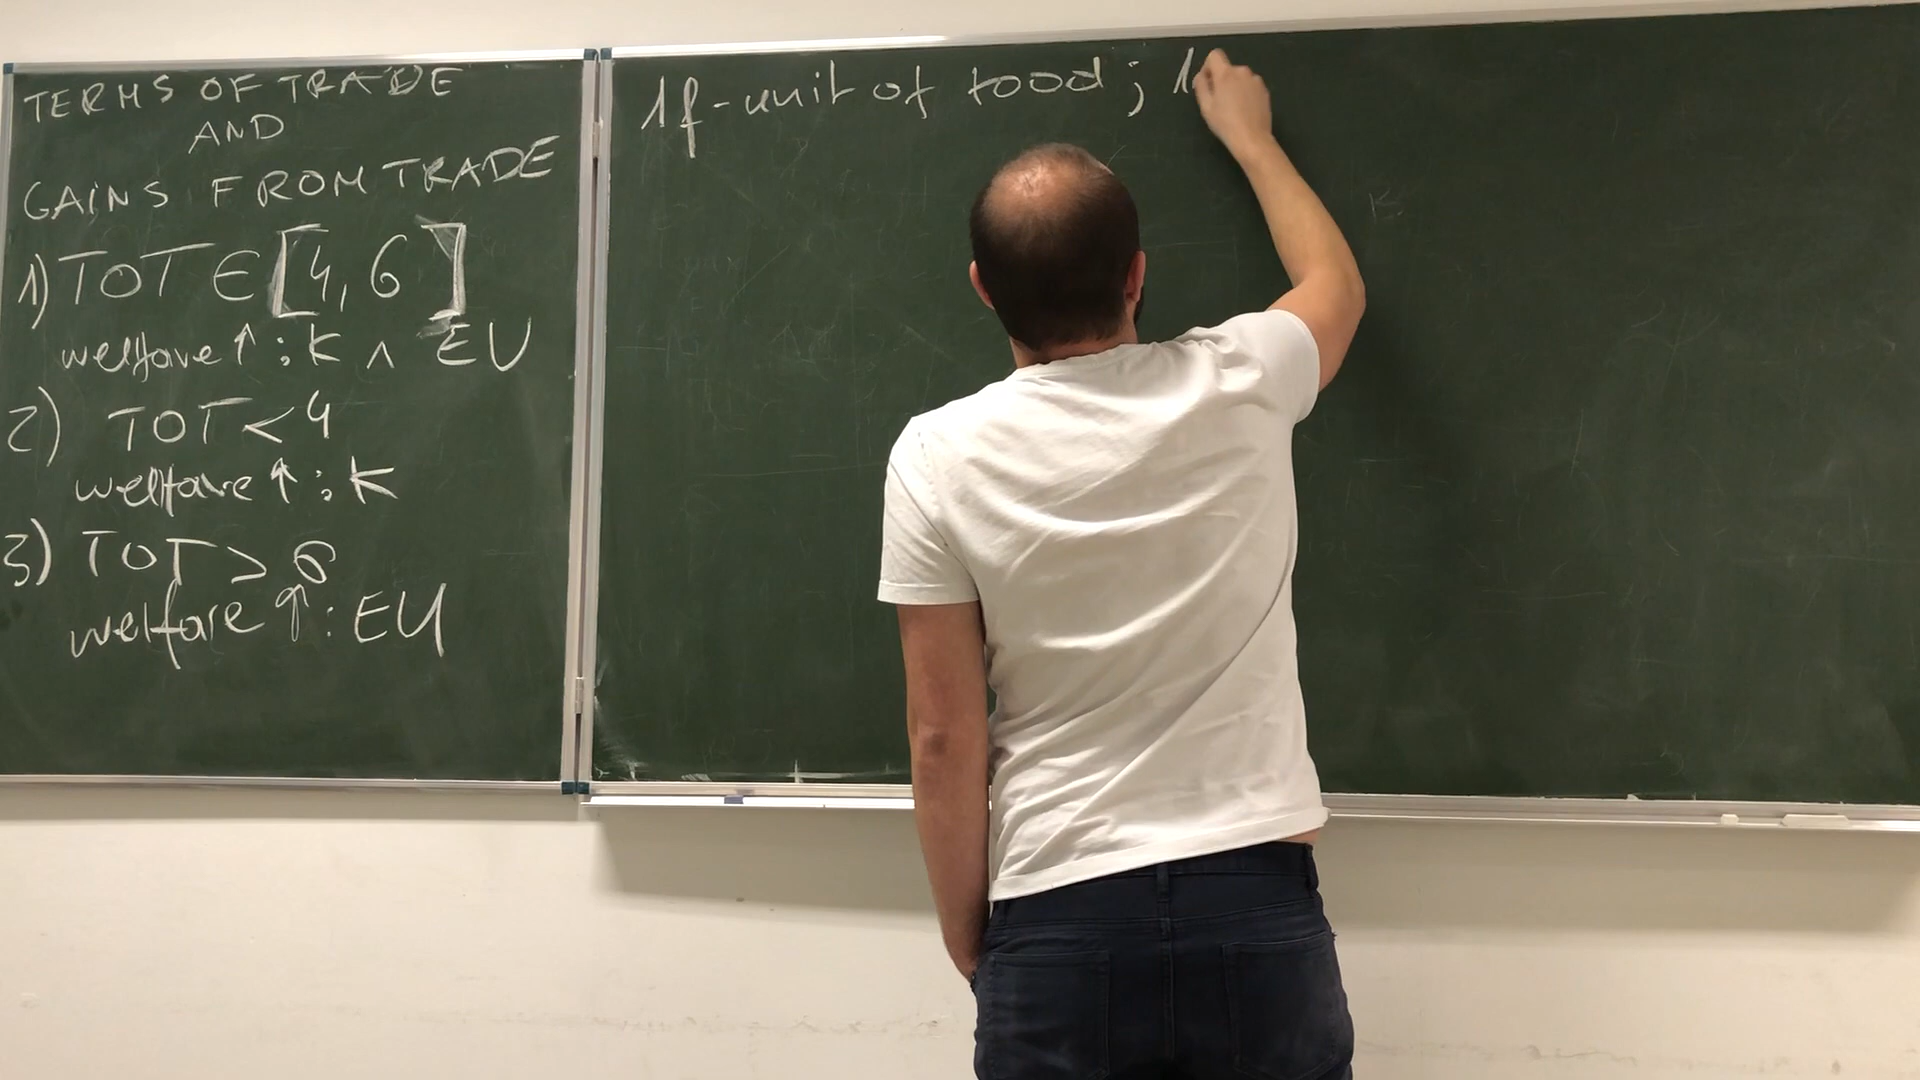 TERMS OF TRADE
AND
GAINS FROM TRADE
1) TOT ∈ [4, 6]
welfare ↑ : K ∧ EU
2) TOT < 4
welfare ↑ : K
3) TOT > 6
welfare ↑ : EU
1f - unit of food ; 1